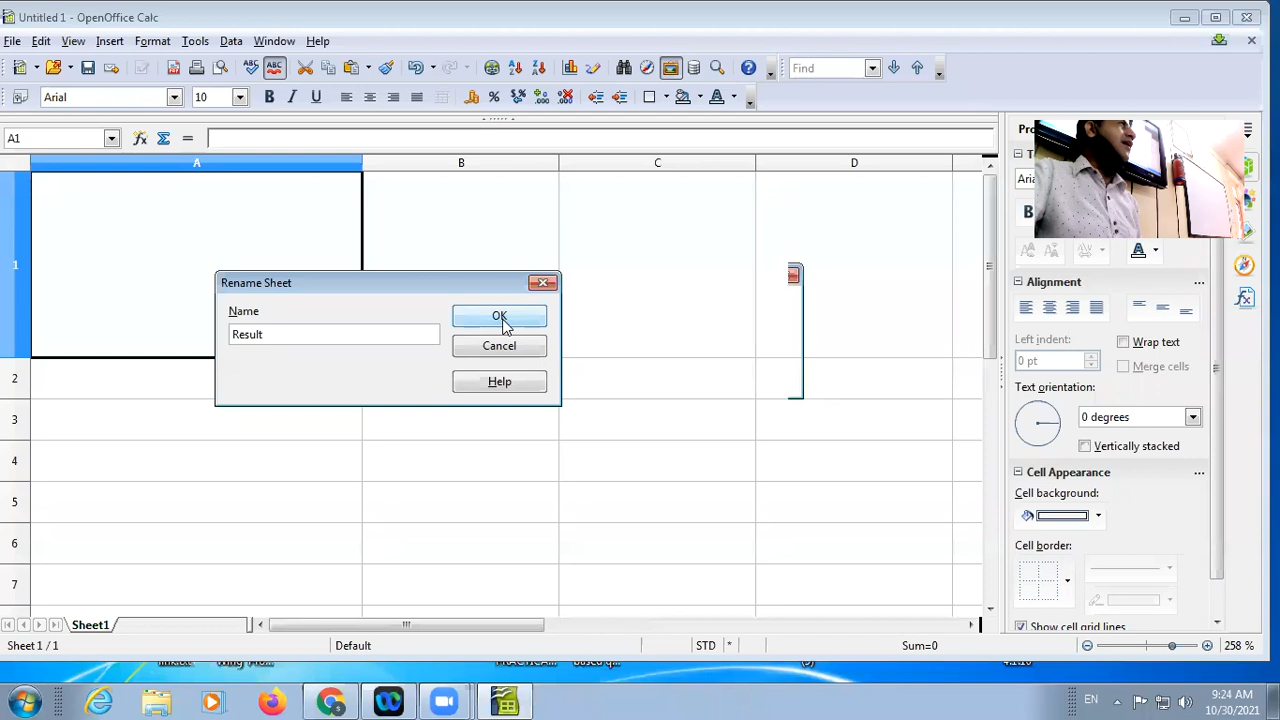 Untitled 1 - OpenOffice Calc
File Edit View Insert Format Tools Data Window Help
Find
Arial 10
A1
A B C D
Rename Sheet
Name
Result
OK
Cancel
Help
1
2
3
4
5
6
7
Alignment
Left indent:
0 pt
Wrap text
Merge cells
Text orientation:
0 degrees
Vertically stacked
Cell Appearance
Cell background:
Cell border:
Show cell grid lines
Sheet1
Sheet 1 / 1 Default STD * Sum=0 258 %
EN
9:24 AM
10/30/2021